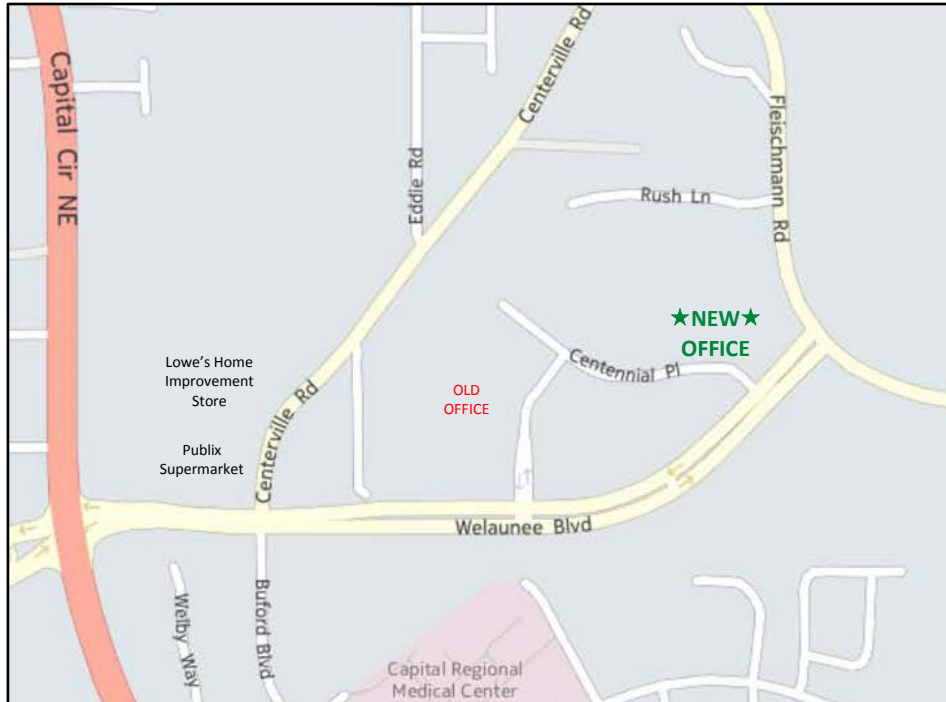 Capital Cir NE
Centerville Rd
Fleischmann Rd
Eddie Rd
Rush Ln
★NEW★
OFFICE
Lowe's Home
Improvement
Store
Centennial Pl
OLD
OFFICE
Centerville Rd
Publix
Supermarket
Welaunee Blvd
Welby Way
Buford Blvd
Capital Regional
Medical Center